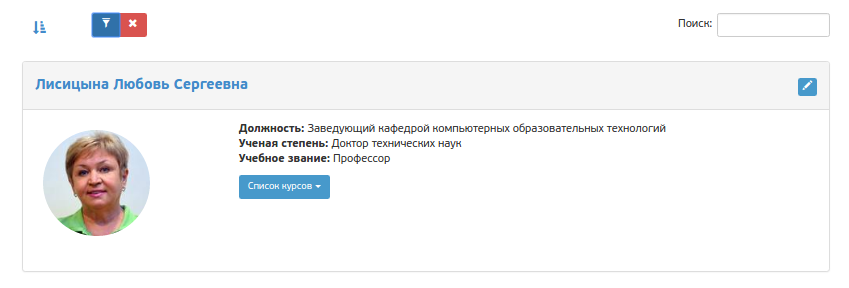 Поиск:
Лисицына Любовь Сергеевна
Должность: Заведующий кафедрой компьютерных образовательных технологий
Ученая степень: Доктор технических наук
Учебное звание: Профессор
Список курсов